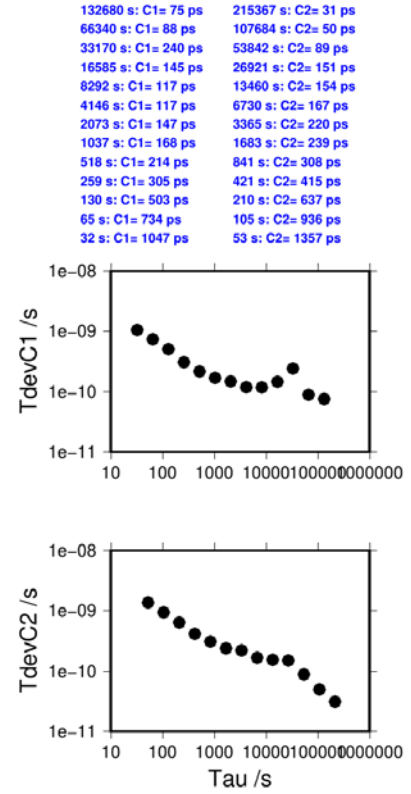 132680 s: C1= 75 ps 215367 s: C2= 31 ps
66340 s: C1= 88 ps 107684 s: C2= 50 ps
33170 s: C1= 240 ps 53842 s: C2= 89 ps
16585 s: C1= 145 ps 26921 s: C2= 151 ps
8292 s: C1= 117 ps 13460 s: C2= 154 ps
4146 s: C1= 117 ps 6730 s: C2= 167 ps
2073 s: C1= 147 ps 3365 s: C2= 220 ps
1037 s: C1= 168 ps 1683 s: C2= 239 ps
518 s: C1= 214 ps 841 s: C2= 308 ps
259 s: C1= 305 ps 421 s: C2= 415 ps
130 s: C1= 503 ps 210 s: C2= 637 ps
65 s: C1= 734 ps 105 s: C2= 936 ps
32 s: C1= 1047 ps 53 s: C2= 1357 ps
1e-08
1e-09
1e-10
1e-11
TdevC1 /s
10 100 1000 10000 100000 1000000
1e-08
1e-09
1e-10
1e-11
TdevC2 /s
10 100 1000 10000 100000 1000000
Tau /s